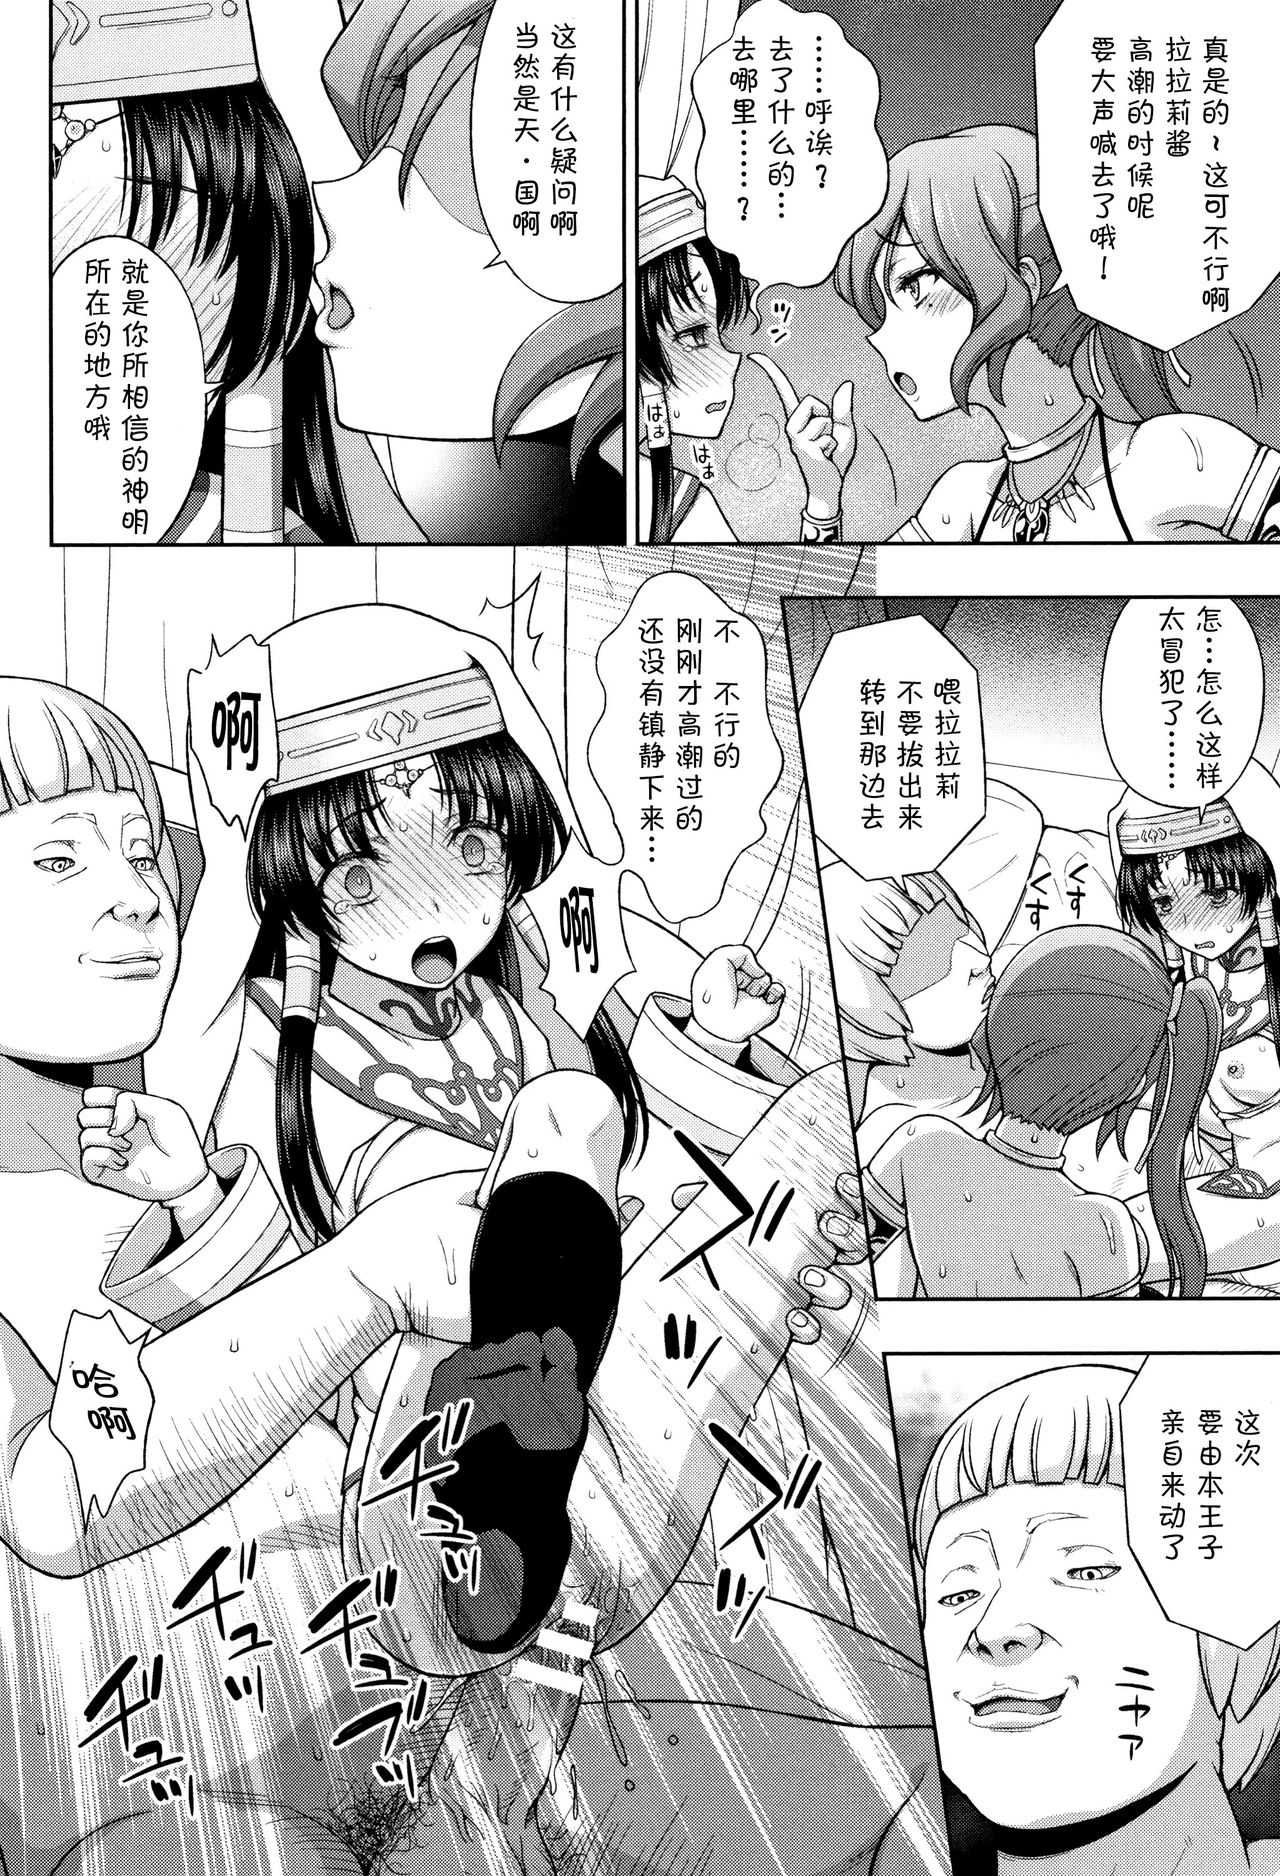 真是的~这可不行啊
拉拉莉酱
高潮的时候呢
要大声喊去了哦！
……呼诶？
去了什么的…
去哪里………？
ツン
はぁ
はぁ
这有什么疑问啊
当然是天·国啊
就是你所相信的神明
所在的地方哦
怎…怎么这样
太冒犯了……
喂拉拉莉
不要拔出来
转到那边去
くす
くす
这次
要由本王子
亲自来动了
ニヤァ
不 不行的
刚刚才高潮过的
还没有镇静下来…
啊
啊
哈啊
ヂュッ
ヂュッ
ヂュッ
ヂュッ